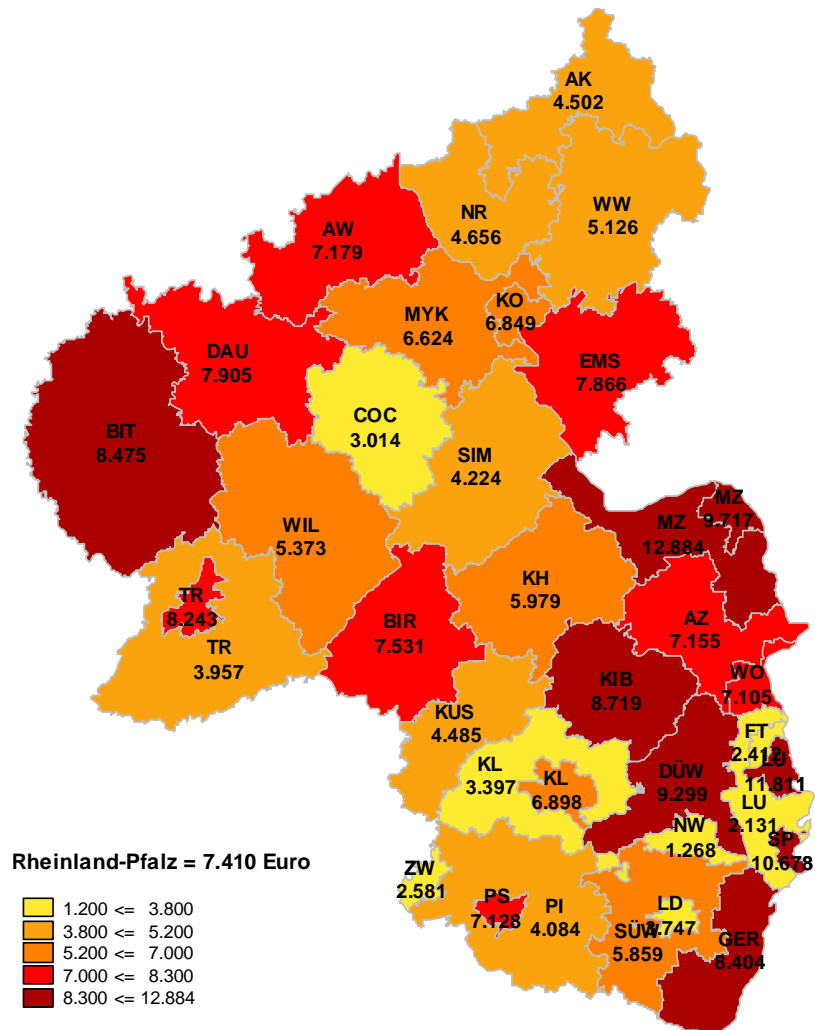 AK
4.502
WW
5.126
NR
4.656
AW
7.179
KO
6.849
MYK
6.624
DAU
7.905
EMS
7.866
COC
3.014
BIT
8.475
SIM
4.224
MZ
9.717
MZ
12.884
WIL
5.373
KH
5.979
TR
8.243
AZ
7.155
BIR
7.531
TR
3.957
WO
7.105
KIB
8.719
KUS
4.485
FT
2.412
LU
11.811
KL
3.397
KL
6.898
DÜW
9.299
LU
2.131
NW
1.268
SP
10.678
Rheinland-Pfalz = 7.410 Euro
ZW
2.581
PS
7.128
PI
4.084
LD
3.747
SÜW
5.859
GER
8.404
1.200 <= 3.800
3.800 <= 5.200
5.200 <= 7.000
7.000 <= 8.300
8.300 <= 12.884